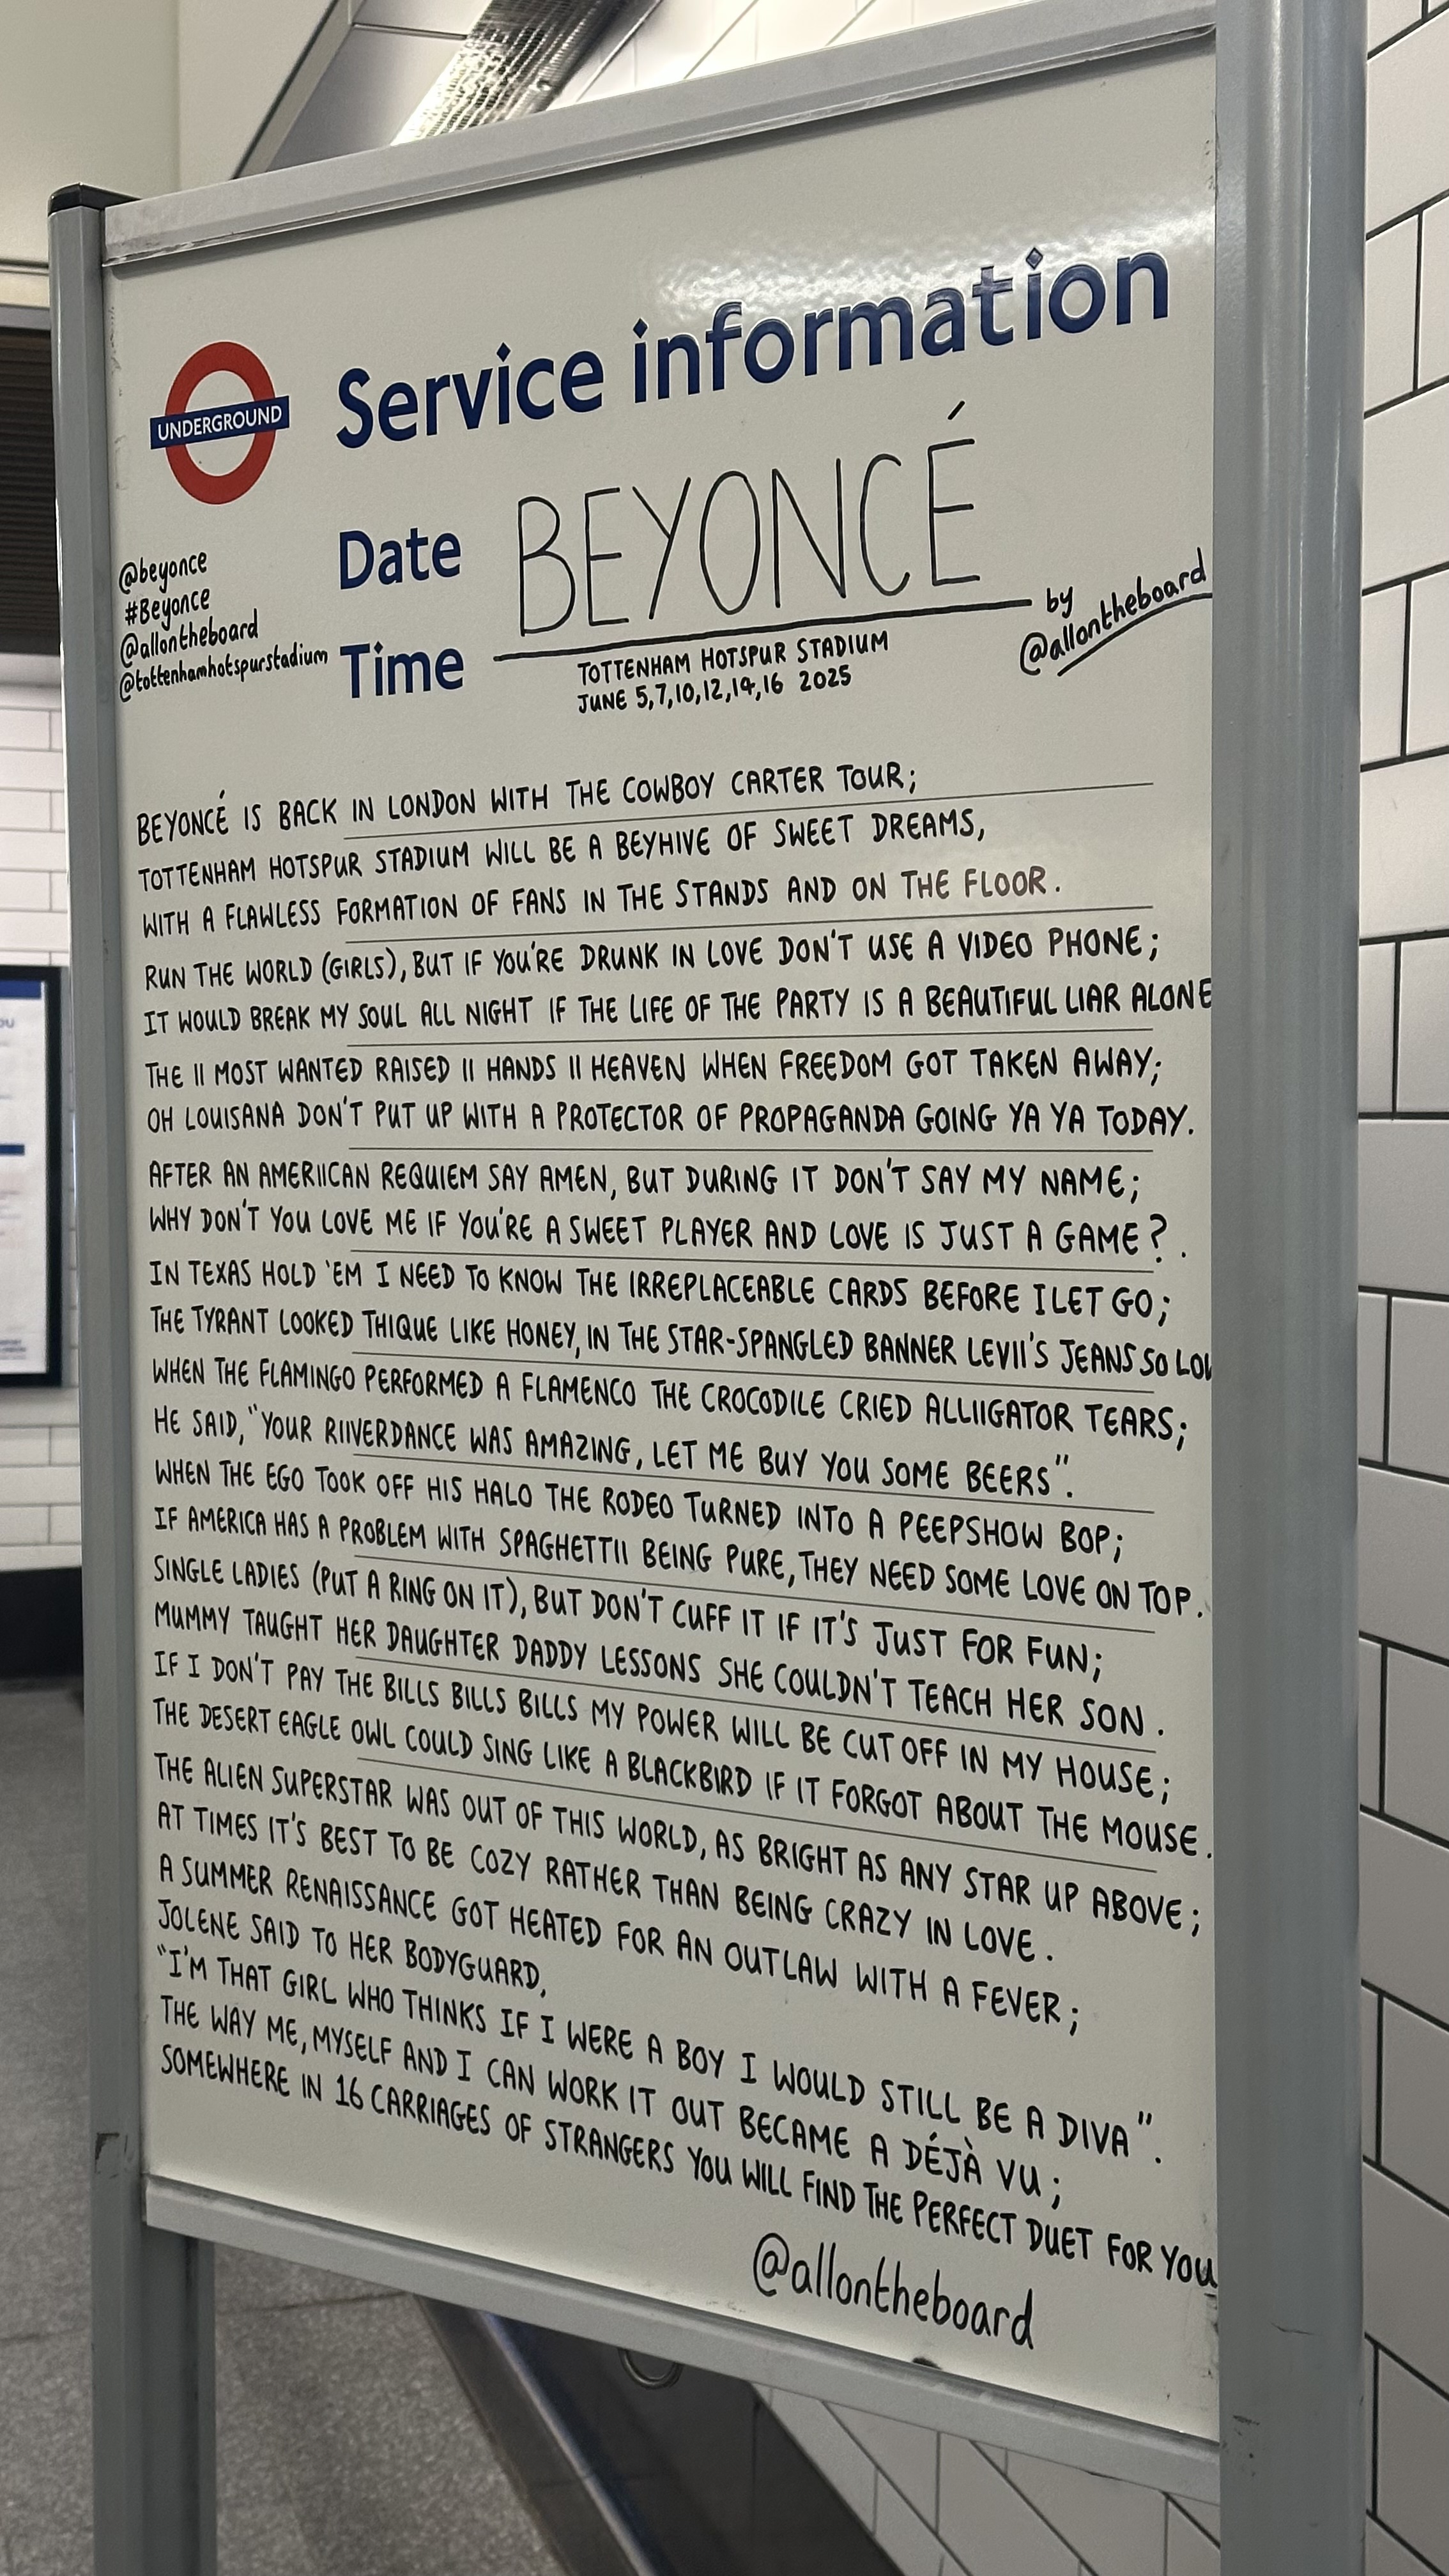 Service information
UNDERGROUND
BEYONCÉ
Date
@beyonce
#Beyonce
@allontheboard
@tottenhamhotspurstadium
by
@allontheboard
Time
TOTTENHAM HOTSPUR STADIUM
JUNE 5,7,10,12,14,16 2025
BEYONCÉ IS BACK IN LONDON WITH THE COWBOY CARTER TOUR;
TOTTENHAM HOTSPUR STADIUM WILL BE A BEYHIVE OF SWEET DREAMS,
WITH A FLAWLESS FORMATION OF FANS IN THE STANDS AND ON THE FLOOR.
RUN THE WORLD (GIRLS), BUT IF YOU'RE DRUNK IN LOVE DON'T USE A VIDEO PHONE;
IT WOULD BREAK MY SOUL ALL NIGHT IF THE LIFE OF THE PARTY IS A BEAUTIFUL LIAR ALONE
THE II MOST WANTED RAISED II HANDS II HEAVEN WHEN FREEDOM GOT TAKEN AWAY;
OH LOUISANA DON'T PUT UP WITH A PROTECTOR OF PROPAGANDA GOING YA YA TODAY.
AFTER AN AMERIICAN REQUIEM SAY AMEN, BUT DURING IT DON'T SAY MY NAME;
WHY DON'T YOU LOVE ME IF YOU'RE A SWEET PLAYER AND LOVE IS JUST A GAME?.
IN TEXAS HOLD 'EM I NEED TO KNOW THE IRREPLACEABLE CARDS BEFORE I LET GO;
THE TYRANT LOOKED THIQUE LIKE HONEY, IN THE STAR-SPANGLED BANNER LEVII'S JEANS SO LOW
WHEN THE FLAMINGO PERFORMED A FLAMENCO THE CROCODILE CRIED ALLIIGATOR TEARS;
HE SAID, "YOUR RIIVERDANCE WAS AMAZING, LET ME BUY YOU SOME BEERS".
WHEN THE EGO TOOK OFF HIS HALO THE RODEO TURNED INTO A PEEPSHOW BOP;
IF AMERICA HAS A PROBLEM WITH SPAGHETTII BEING PURE, THEY NEED SOME LOVE ON TOP.
SINGLE LADIES (PUT A RING ON IT), BUT DON'T CUFF IT IF IT'S JUST FOR FUN;
MUMMY TAUGHT HER DAUGHTER DADDY LESSONS SHE COULDN'T TEACH HER SON.
IF I DON'T PAY THE BILLS BILLS BILLS MY POWER WILL BE CUT OFF IN MY HOUSE;
THE DESERT EAGLE OWL COULD SING LIKE A BLACKBIRD IF IT FORGOT ABOUT THE MOUSE.
THE ALIEN SUPERSTAR WAS OUT OF THIS WORLD, AS BRIGHT AS ANY STAR UP ABOVE;
AT TIMES IT'S BEST TO BE COZY RATHER THAN BEING CRAZY IN LOVE.
A SUMMER RENAISSANCE GOT HEATED FOR AN OUTLAW WITH A FEVER;
JOLENE SAID TO HER BODYGUARD,
"I'M THAT GIRL WHO THINKS IF I WERE A BOY I WOULD STILL BE A DIVA".
THE WAY ME, MYSELF AND I CAN WORK IT OUT BECAME A DÉJÀ VU;
SOMEWHERE IN 16 CARRIAGES OF STRANGERS YOU WILL FIND THE PERFECT DUET FOR YOU
@allontheboard